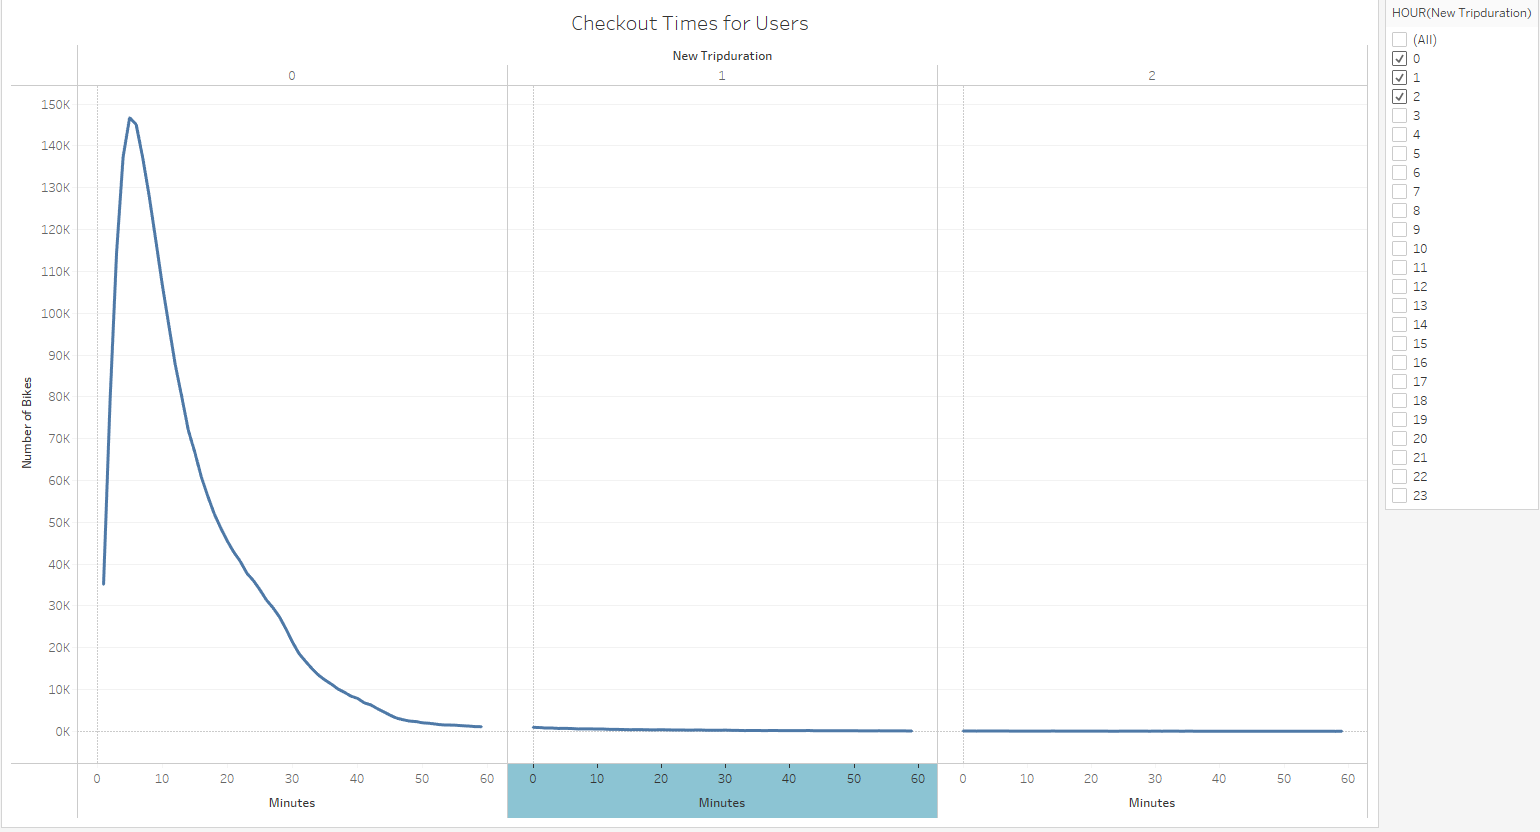 Checkout Times for Users
New Tripduration
0 1 2
150K
140K
130K
120K
110K
100K
90K
80K
70K
60K
50K
40K
30K
20K
10K
0K
Number of Bikes
0 10 20 30 40 50 60 0 10 20 30 40 50 60 0 10 20 30 40 50 60
Minutes Minutes Minutes
HOUR(New Tripduration)
(All)
0
1
2
3
4
5
6
7
8
9
10
11
12
13
14
15
16
17
18
19
20
21
22
23